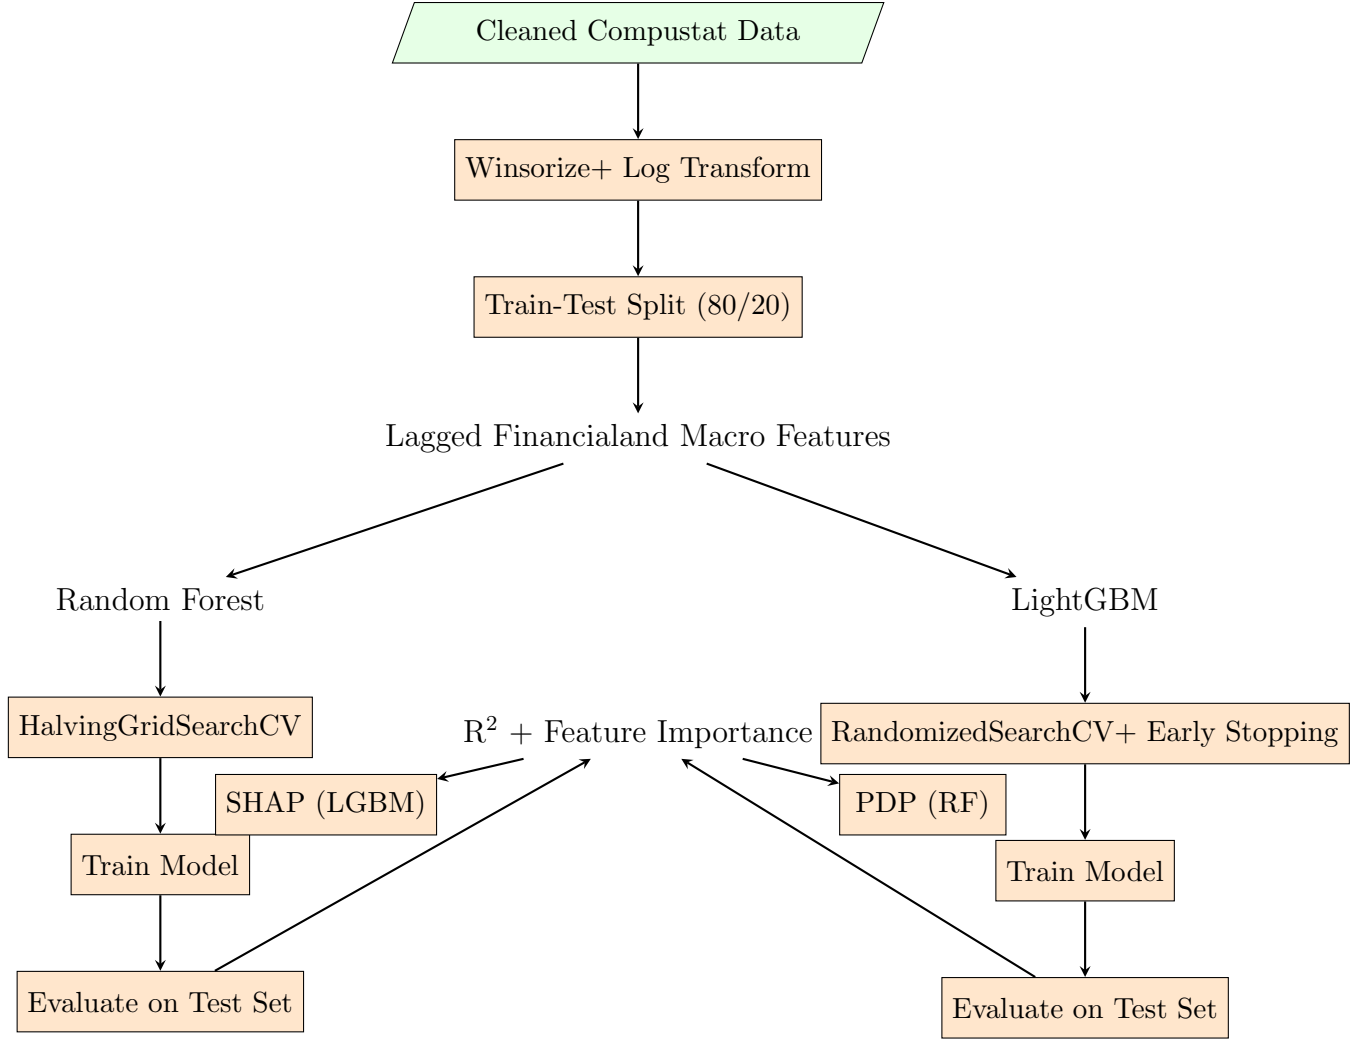 Cleaned Compustat Data
Winsorize+ Log Transform
Train-Test Split (80/20)
Lagged Financialand Macro Features
Random Forest
LightGBM
HalvingGridSearchCV
R² + Feature Importance
RandomizedSearchCV+ Early Stopping
SHAP (LGBM)
PDP (RF)
Train Model
Train Model
Evaluate on Test Set
Evaluate on Test Set